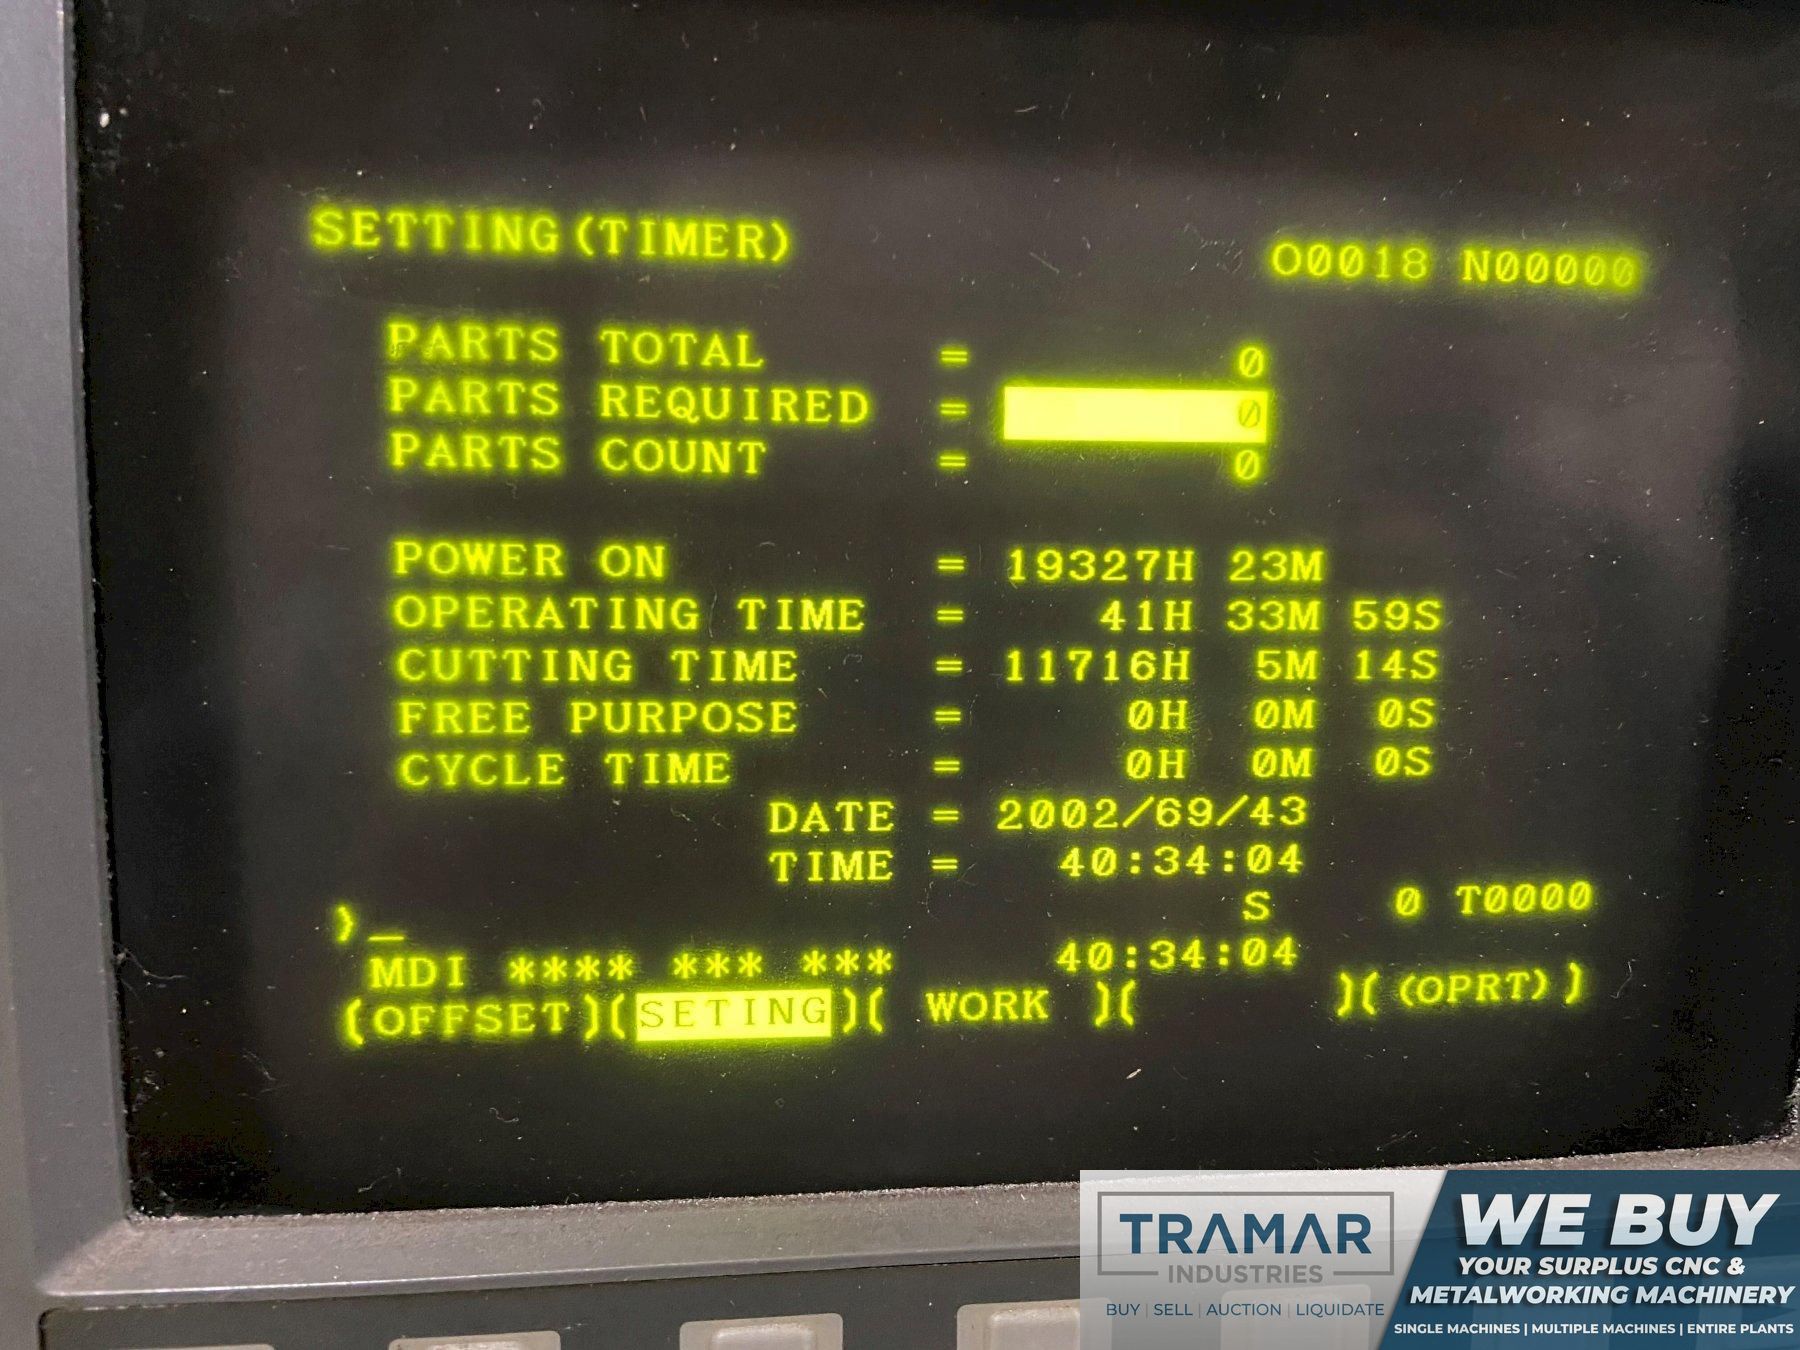 SETTING(TIMER)
O0018 N00000
PARTS TOTAL = 0
PARTS REQUIRED = 0
PARTS COUNT = 0
POWER ON = 19327H 23M
OPERATING TIME = 41H 33M 59S
CUTTING TIME = 11716H 5M 14S
FREE PURPOSE = 0H 0M 0S
CYCLE TIME = 0H 0M 0S
DATE = 2002/69/43
TIME = 40:34:04
S 0 T0000
>_
MDI **** *** *** 40:34:04
(OFFSET)(SETING)( WORK )( )((OPRT))
TRAMAR
INDUSTRIES
BUY | SELL | AUCTION | LIQUIDATE
WE BUY
YOUR SURPLUS CNC &
METALWORKING MACHINERY
SINGLE MACHINES | MULTIPLE MACHINES | ENTIRE PLANTS